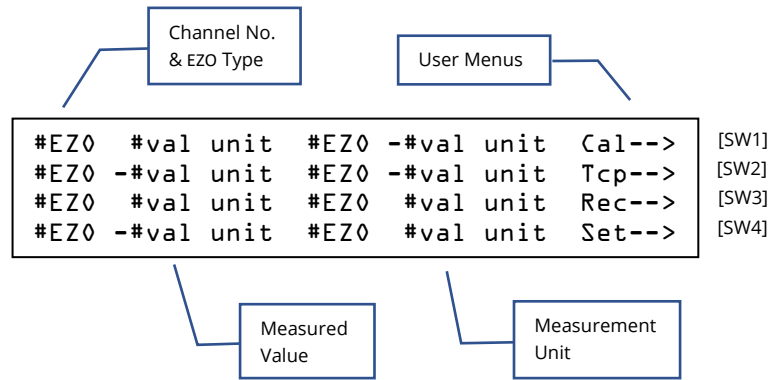 Channel No.
& EZO Type
User Menus
#EZO #val unit #EZO -#val unit Cal--> [SW1]
#EZO -#val unit #EZO -#val unit Tcp--> [SW2]
#EZO #val unit #EZO #val unit Rec--> [SW3]
#EZO -#val unit #EZO #val unit Set--> [SW4]
Measured
Value
Measurement
Unit